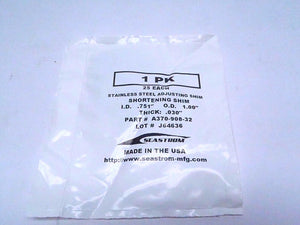 1 PK
25 EACH
STAINLESS STEEL ADJUSTING SHIM
SHORTENING SHIM
I.D. .751" O.D. 1.00"
THICK: .030"
PART # A370-908-32
LOT # J64636
SEASTROM
MADE IN THE USA
http://www.seastrom-mfg.com